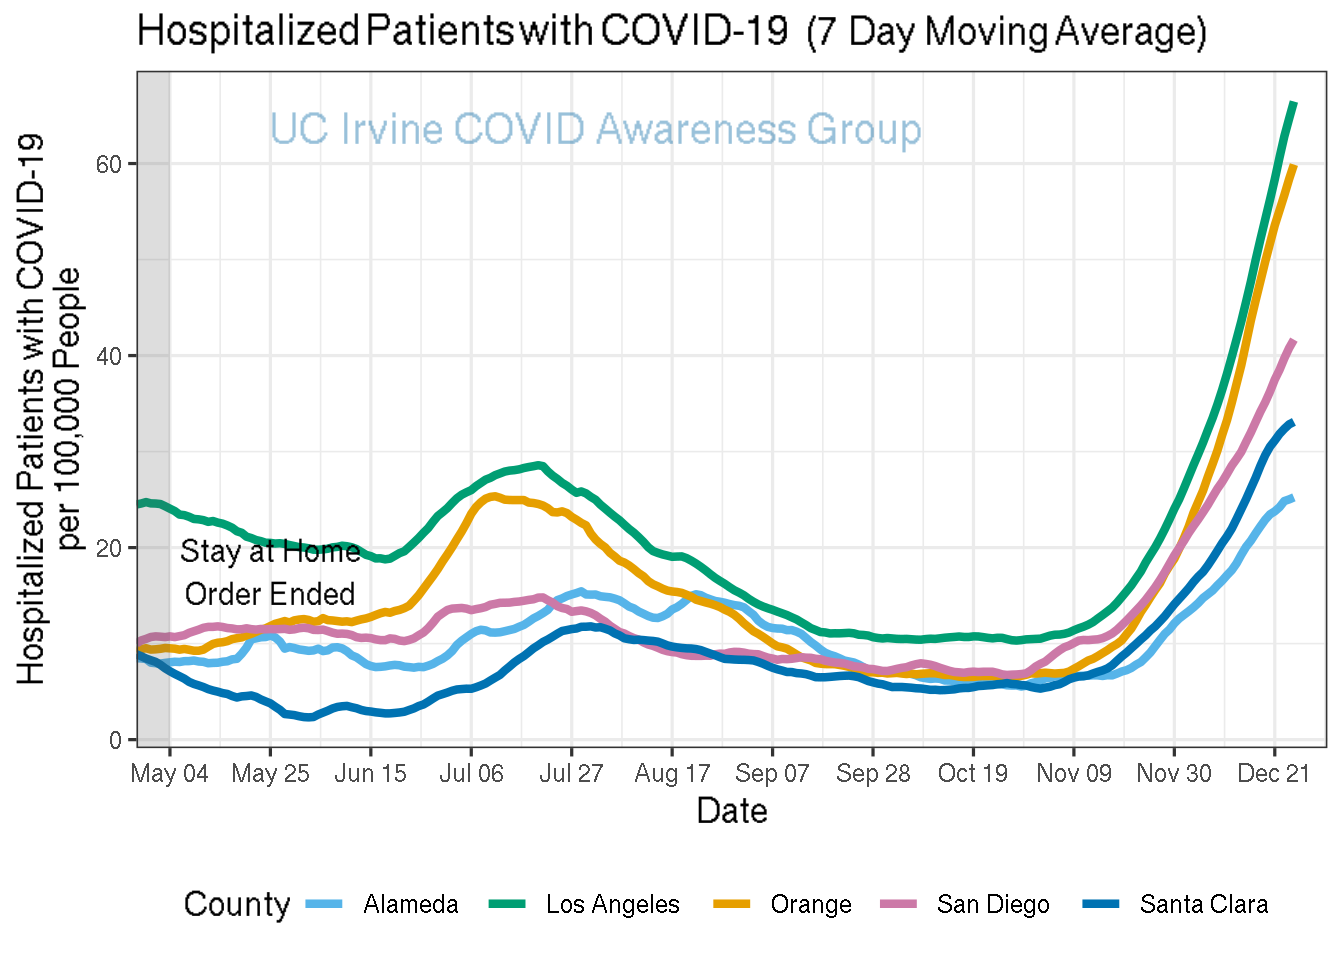 Hospitalized Patients with COVID-19 (7 Day Moving Average)
UC Irvine COVID Awareness Group
Hospitalized Patients with COVID-19
per 100,000 People
60
40
20
0
Stay at Home
Order Ended
May 04 May 25 Jun 15 Jul 06 Jul 27 Aug 17 Sep 07 Sep 28 Oct 19 Nov 09 Nov 30 Dec 21
Date
County Alameda Los Angeles Orange San Diego Santa Clara